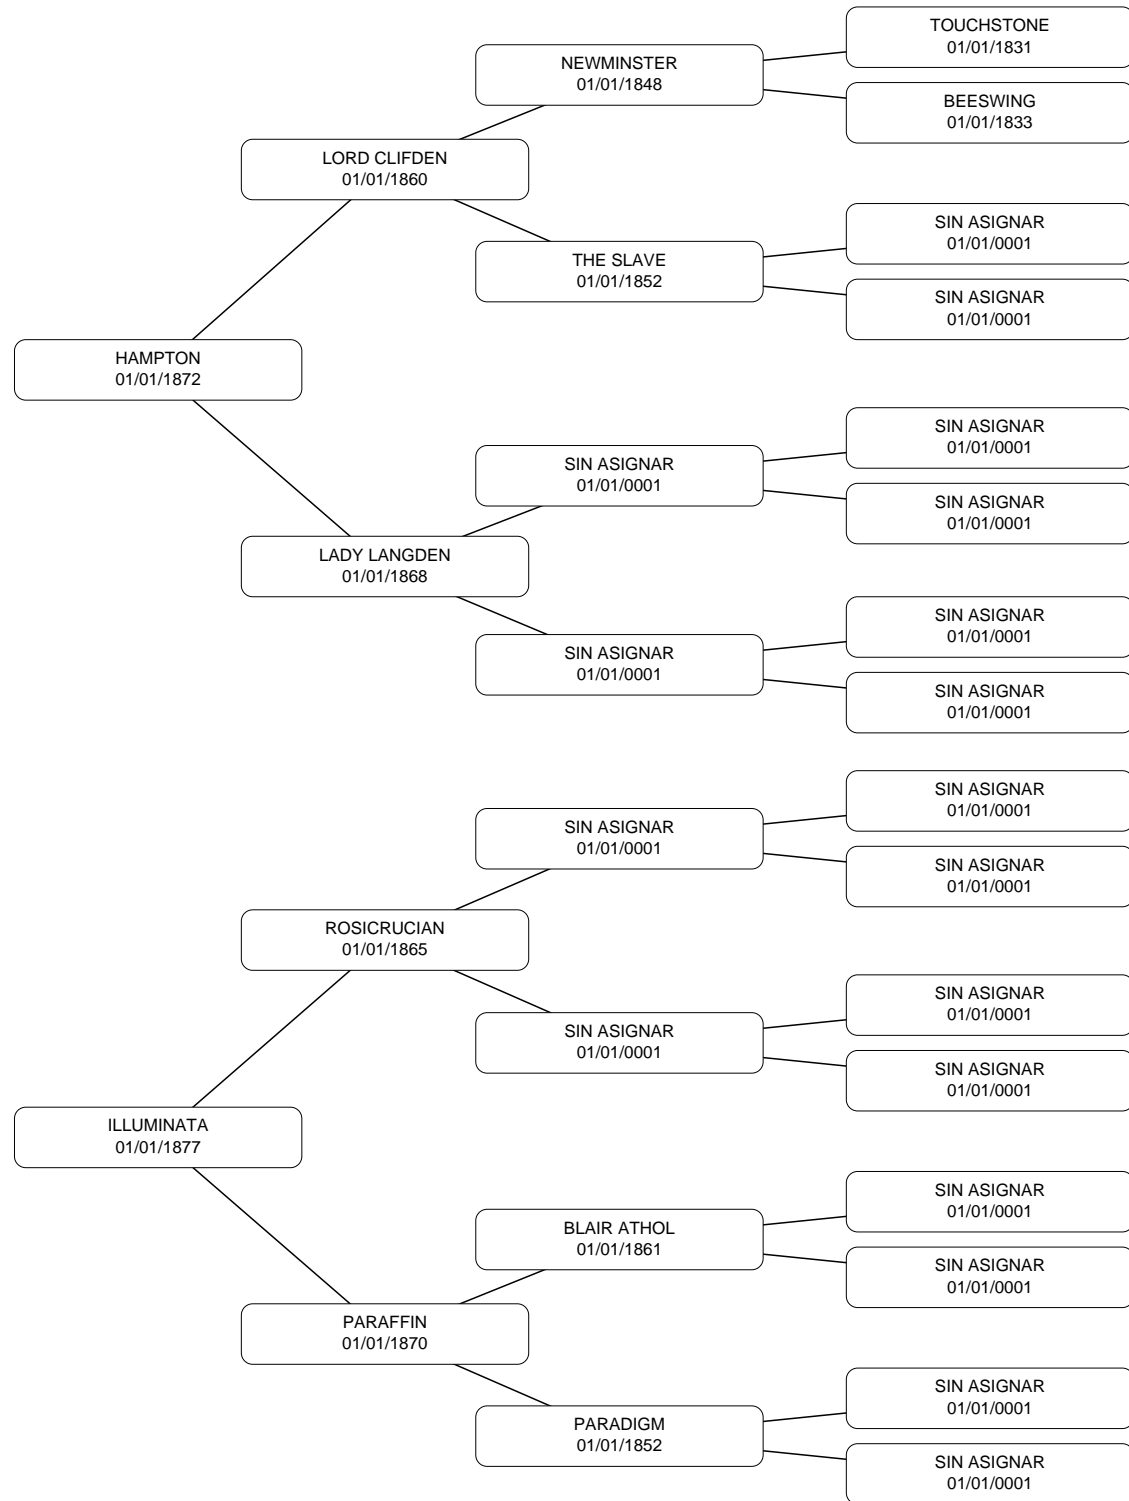 TOUCHSTONE
01/01/1831
NEWMINSTER
01/01/1848
BEESWING
01/01/1833
LORD CLIFDEN
01/01/1860
SIN ASIGNAR
01/01/0001
THE SLAVE
01/01/1852
SIN ASIGNAR
01/01/0001
HAMPTON
01/01/1872
SIN ASIGNAR
01/01/0001
SIN ASIGNAR
01/01/0001
SIN ASIGNAR
01/01/0001
LADY LANGDEN
01/01/1868
SIN ASIGNAR
01/01/0001
SIN ASIGNAR
01/01/0001
SIN ASIGNAR
01/01/0001
SIN ASIGNAR
01/01/0001
SIN ASIGNAR
01/01/0001
SIN ASIGNAR
01/01/0001
ROSICRUCIAN
01/01/1865
SIN ASIGNAR
01/01/0001
SIN ASIGNAR
01/01/0001
SIN ASIGNAR
01/01/0001
ILLUMINATA
01/01/1877
SIN ASIGNAR
01/01/0001
BLAIR ATHOL
01/01/1861
SIN ASIGNAR
01/01/0001
PARAFFIN
01/01/1870
SIN ASIGNAR
01/01/0001
PARADIGM
01/01/1852
SIN ASIGNAR
01/01/0001